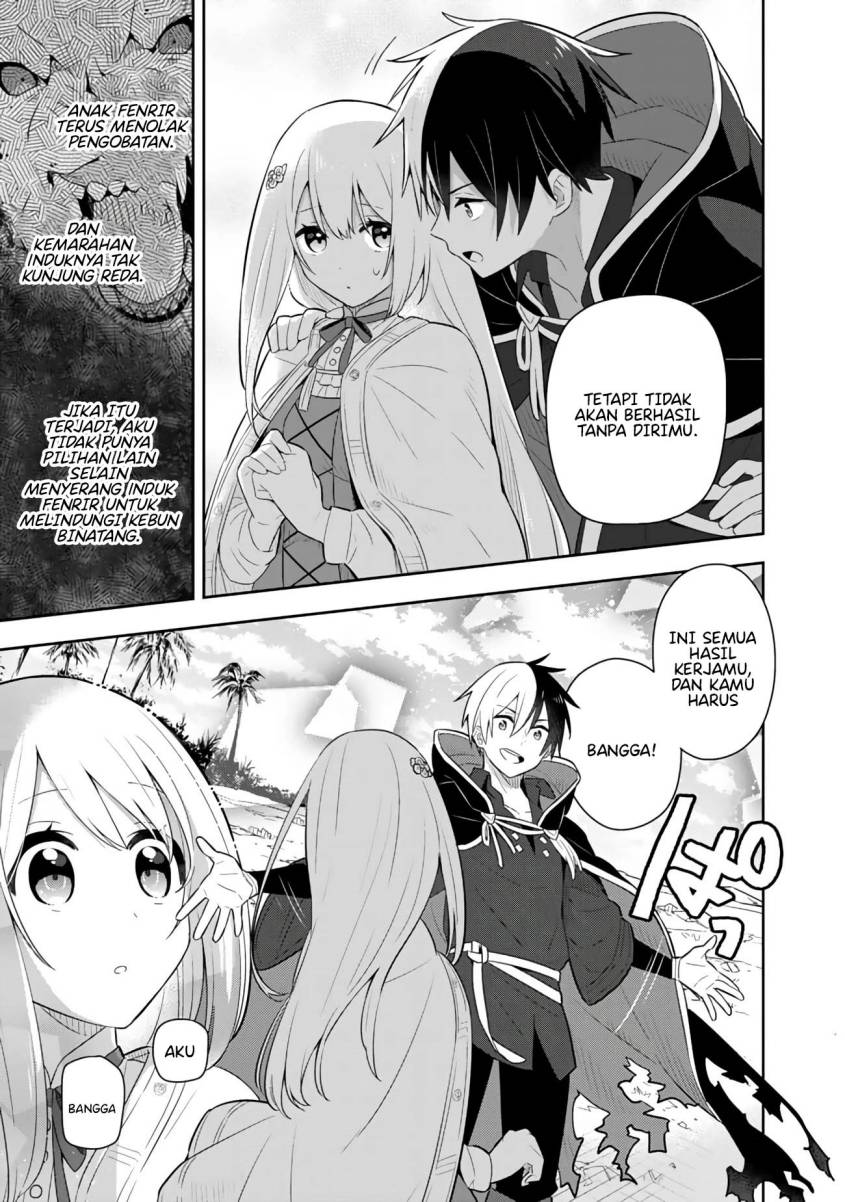 TETAPI TIDAK
AKAN BERHASIL
TANPA DIRIMU.
ANAK FENRIR
TERUS MENOLAK
PENGOBATAN.
DAN
KEMARAHAN
INDUKNYA TAK
KUNJUNG REDA.
JIKA ITU
TERJADI, AKU
TIDAK PUNYA
PILIHANILAIN
SELAIN
MENYERANG INDUK
FENRIR UNTUK
MELINDUNGI KEBUN
BINATANG.
INI SEMUA
HASIL
KERJAMU,
DAN KAMU
HARUS
BANGGA!
ぱっ
AKU
BANGGA